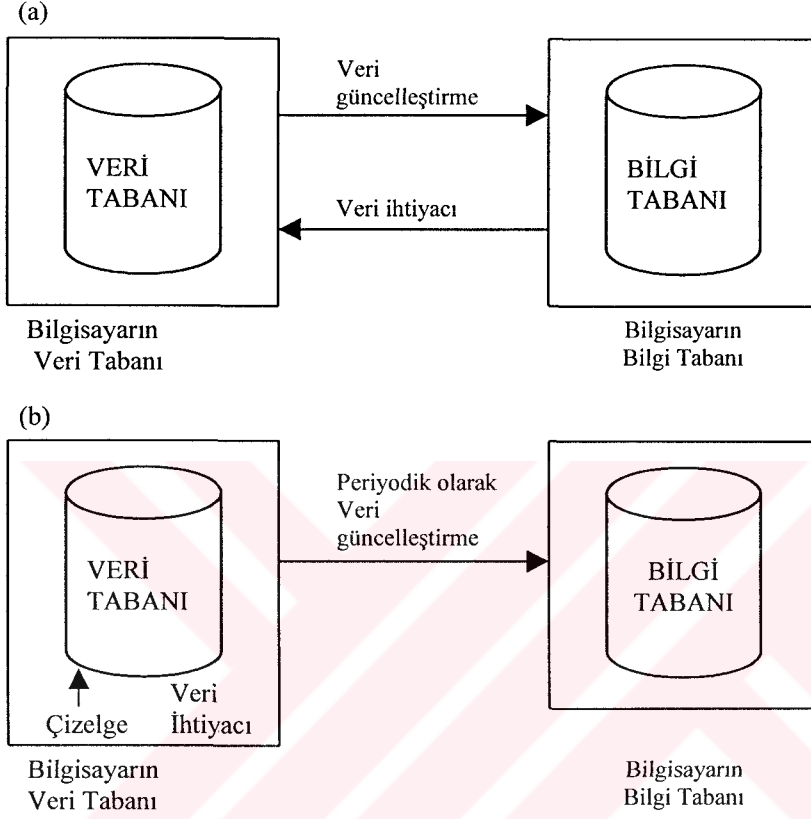 (a)
Veri
güncelleştirme
VERİ
TABANI
BİLGİ
TABANI
Veri ihtiyacı
Bilgisayarın
Veri Tabanı
Bilgisayarın
Bilgi Tabanı
(b)
Periyodik olarak
Veri
güncelleştirme
VERİ
TABANI
BİLGİ
TABANI
Veri
Çizelge İhtiyacı
Bilgisayarın
Veri Tabanı
Bilgisayarın
Bilgi Tabanı